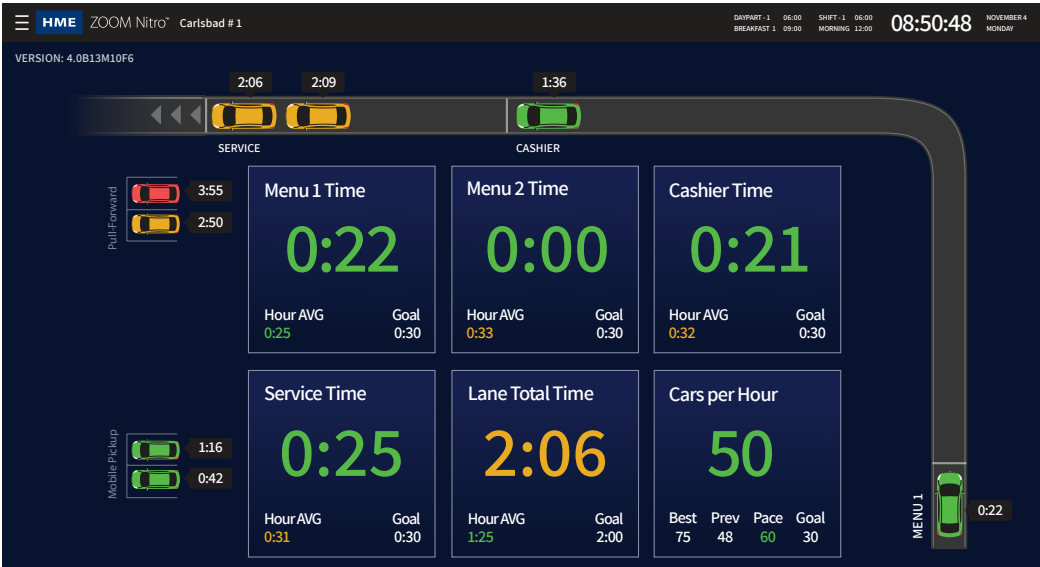 HME ZOOM Nitro™ Carlsbad # 1
DAYPART - 1 06:00 SHIFT - 1 06:00
BREAKFAST 1 09:00 MORNING 12:00
08:50:48
NOVEMBER 4
MONDAY
VERSION: 4.0B13M10F6
2:06 2:09 1:36
SERVICE CASHIER
Pull-Forward
3:55
2:50
Menu 1 Time
0:22
Hour AVG Goal
0:25 0:30
Menu 2 Time
0:00
Hour AVG Goal
0:33 0:30
Cashier Time
0:21
Hour AVG Goal
0:32 0:30
Mobile Pickup
1:16
0:42
Service Time
0:25
Hour AVG Goal
0:31 0:30
Lane Total Time
2:06
Hour AVG Goal
1:25 2:00
Cars per Hour
50
Best Prev Pace Goal
75 48 60 30
MENU 1
0:22